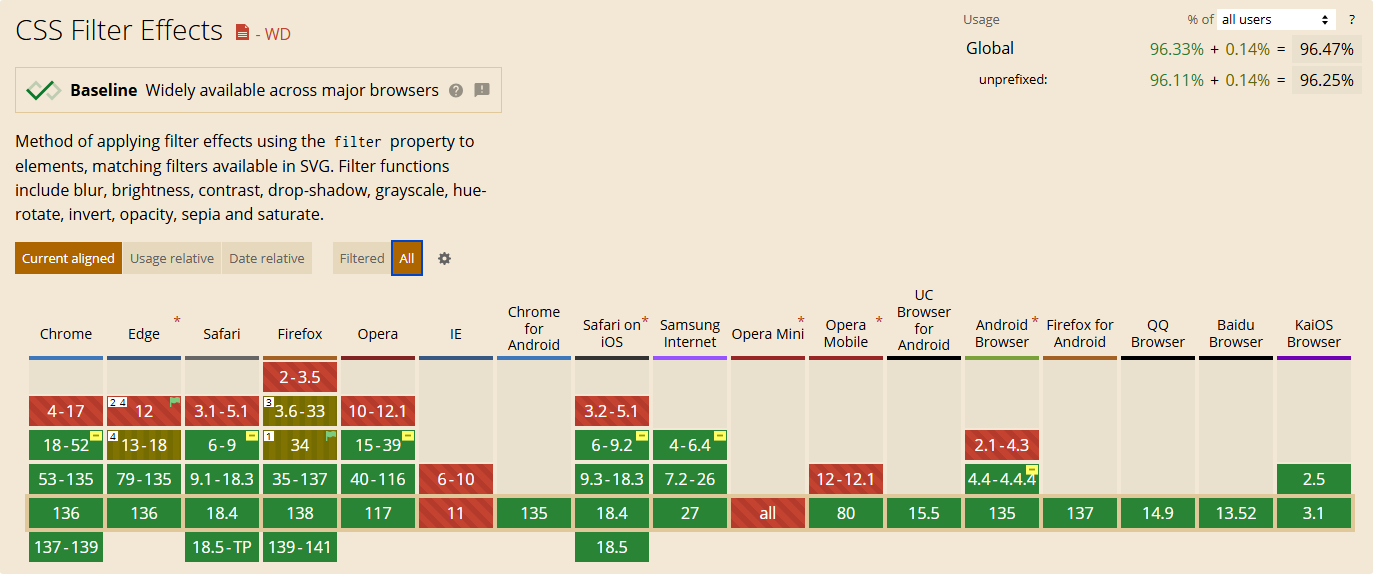 CSS Filter Effects - WD
Usage % of all users ?
Global 96.33% + 0.14% = 96.47%
unprefixed: 96.11% + 0.14% = 96.25%
Baseline Widely available across major browsers ?
Method of applying filter effects using the filter property to
elements, matching filters available in SVG. Filter functions
include blur, brightness, contrast, drop-shadow, grayscale, hue-
rotate, invert, opacity, sepia and saturate.
Current aligned Usage relative Date relative Filtered All
Chrome
Edge *
Safari
Firefox
Opera
IE
Chrome
for
Android
Safari on *
iOS
Samsung
Internet
Opera Mini *
Opera *
Mobile
UC
Browser
for
Android
Android *
Browser
Firefox for
Android
QQ
Browser
Baidu
Browser
KaiOS
Browser
2-3.5
4-17 2 4 12 3.1-5.1 3 3.6-33 10-12.1 3.2-5.1
18-52 4 13-18 6-9 1 34 15-39 6-9.2 4-6.4 2.1-4.3
53-135 79-135 9.1-18.3 35-137 40-116 6-10 9.3-18.3 7.2-26 12-12.1 4.4-4.4.4 2.5
136 136 18.4 138 117 11 135 18.4 27 all 80 15.5 135 137 14.9 13.52 3.1
137-139 18.5-TP 139-141 18.5